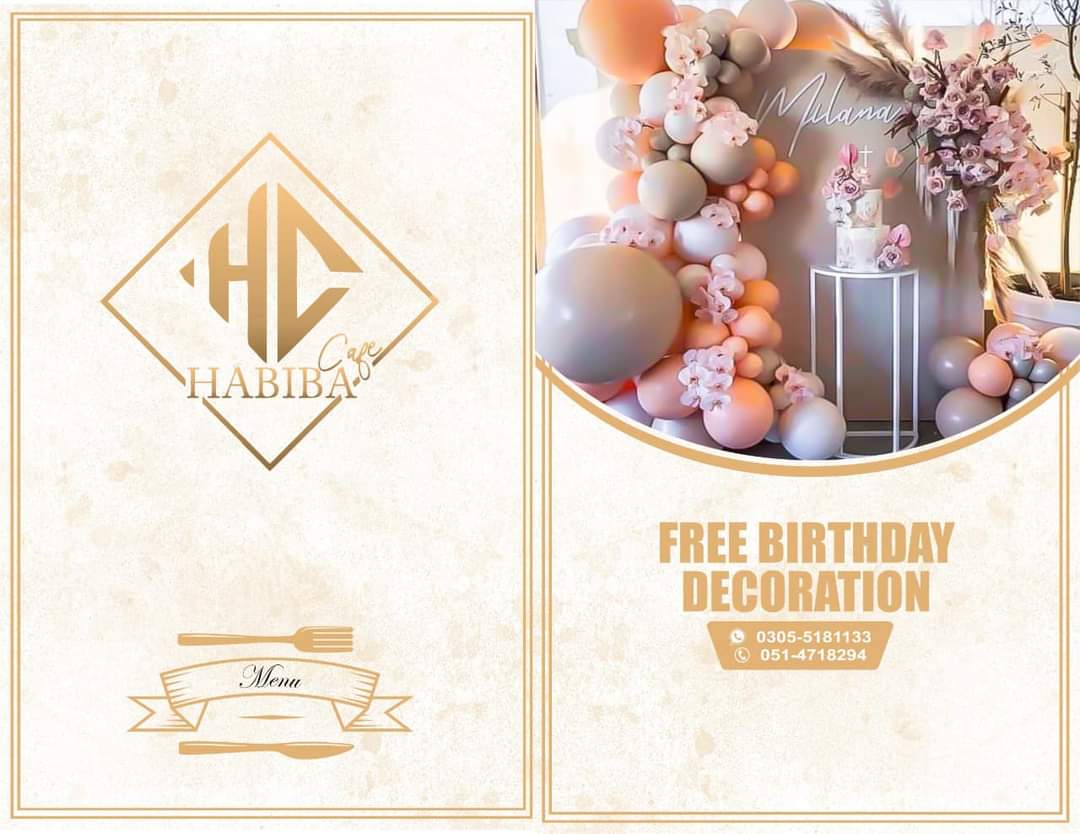 HC
Cafe
HABIBA
Menu
Milana
FREE BIRTHDAY
DECORATION
0305-5181133
051-4718294